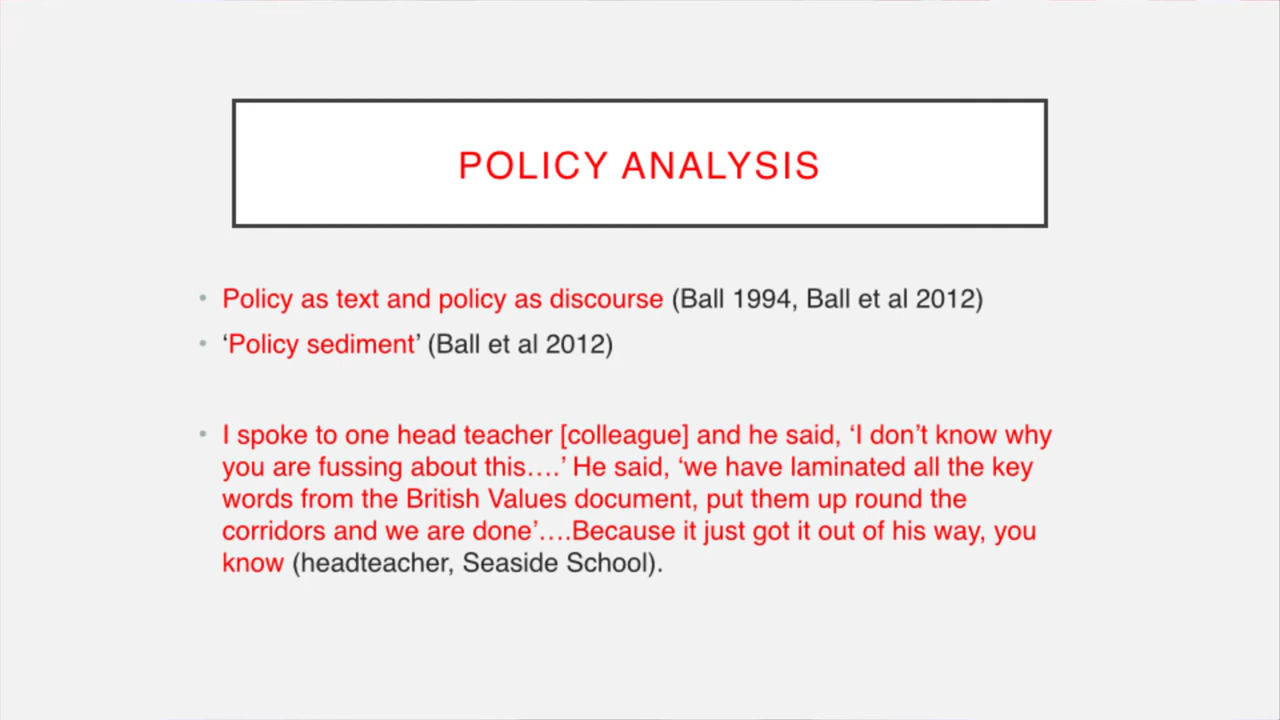 POLICY ANALYSIS
• Policy as text and policy as discourse (Ball 1994, Ball et al 2012)
• ‘Policy sediment’ (Ball et al 2012)
• I spoke to one head teacher [colleague] and he said, ‘I don’t know why
you are fussing about this….’ He said, ‘we have laminated all the key
words from the British Values document, put them up round the
corridors and we are done’….Because it just got it out of his way, you
know (headteacher, Seaside School).